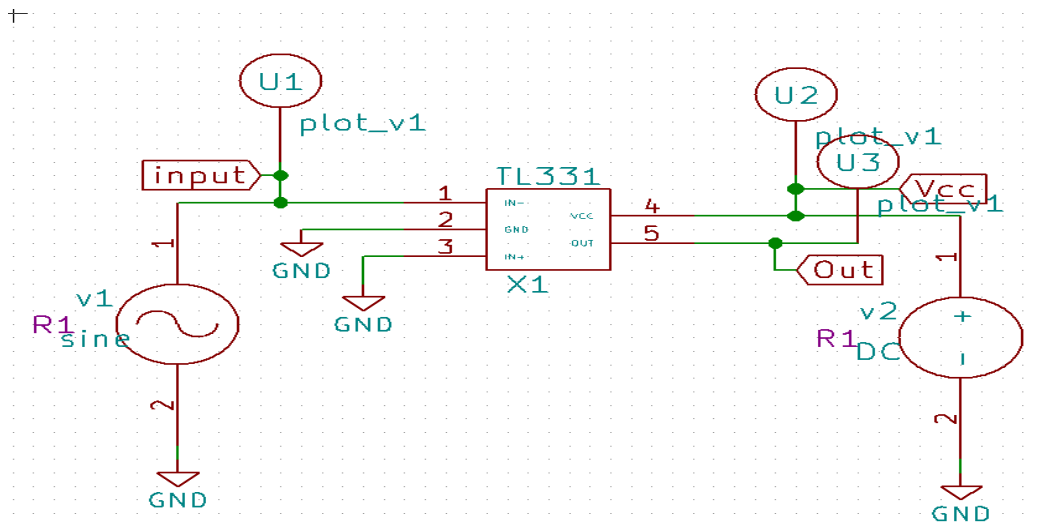 U1
plot_v1
input
U2
plot_v1
U3
Vcc
plot_v1
TL331
1
IN-
2
GND
3
IN+
VCC
4
OUT
5
X1
GND
GND
Out
1
v1
R1
sine
2
GND
1
v2
+
R1
DC
-
2
GND